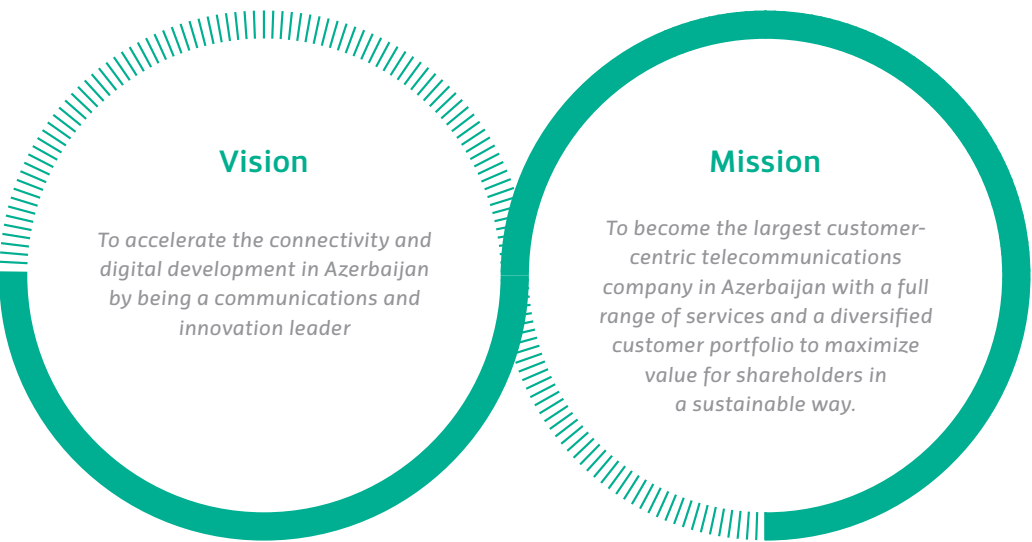 Vision
To accelerate the connectivity and
digital development in Azerbaijan
by being a communications and
innovation leader
Mission
To become the largest customer-
centric telecommunications
company in Azerbaijan with a full
range of services and a diversified
customer portfolio to maximize
value for shareholders in
a sustainable way.